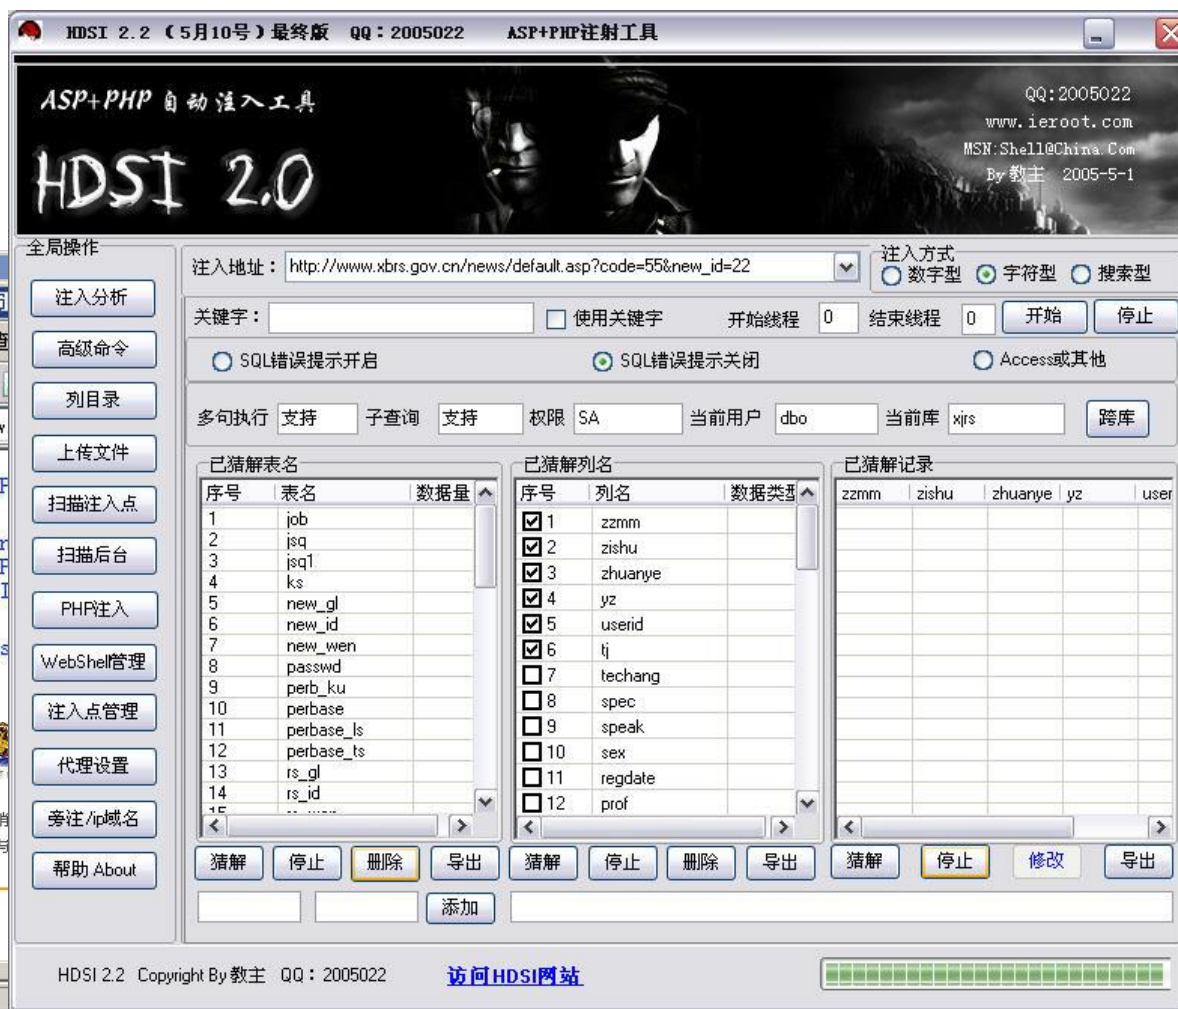 HDSI 2.2 (5月10号)最终版 QQ：2005022 ASP+PHP注射工具
ASP+PHP 自动注入工具
HDSI 2.0
QQ:2005022
www.ieroot.com
MSN:Shell@China.Com
By 教主 2005-5-1
全局操作
注入分析
高级命令
列目录
上传文件
扫描注入点
扫描后台
PHP注入
WebShell管理
注入点管理
代理设置
旁注/ip域名
帮助 About
注入地址： http://www.xbrs.gov.cn/news/default.asp?code=55&new_id=22
注入方式
数字型 字符型 搜索型
关键字： 使用关键字 开始线程 0 结束线程 0 开始 停止
SQL错误提示开启 SQL错误提示关闭 Access或其他
多句执行 支持 子查询 支持 权限 SA 当前用户 dbo 当前库 xjrs 跨库
已猜解表名
序号 表名 数据量
1 job
2 jsq
3 jsq1
4 ks
5 new_gl
6 new_id
7 new_wen
8 passwd
9 perb_ku
10 perbase
11 perbase_ls
12 perbase_ts
13 rs_gl
14 rs_id
15
猜解 停止 删除 导出
添加
已猜解列名
序号 列名 数据类型
1 zzmm
2 zishu
3 zhuanye
4 yz
5 userid
6 tj
7 techang
8 spec
9 speak
10 sex
11 regdate
12 prof
猜解 停止 删除 导出
已猜解记录
zzmm zishu zhuanye yz user
猜解 停止 修改 导出
HDSI 2.2 Copyright By 教主 QQ：2005022 访问HDSI网站